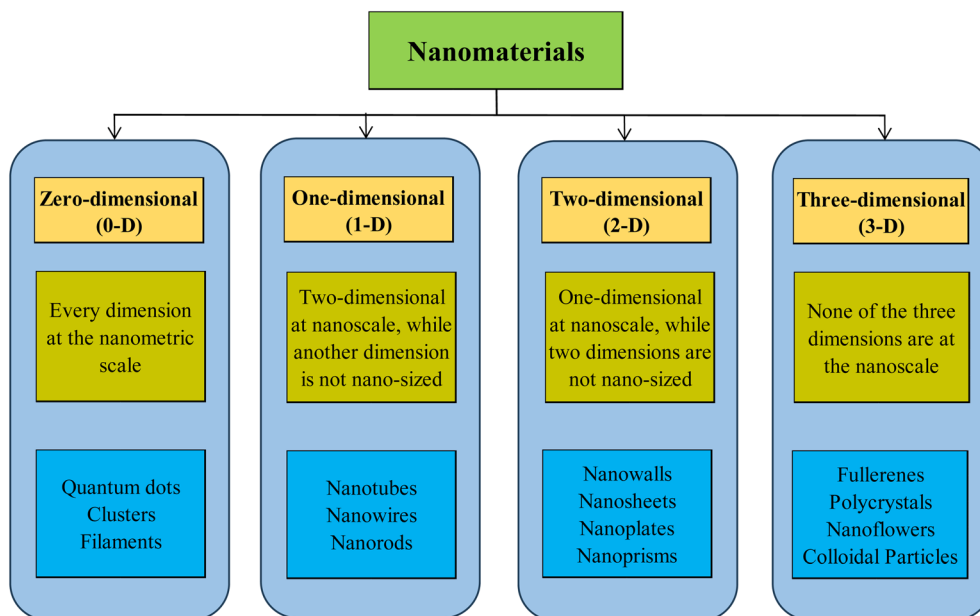 Nanomaterials
Zero-dimensional
(0-D)
Every dimension
at the nanometric
scale
Quantum dots
Clusters
Filaments
One-dimensional
(1-D)
Two-dimensional
at nanoscale, while
another dimension
is not nano-sized
Nanotubes
Nanowires
Nanorods
Two-dimensional
(2-D)
One-dimensional
at nanoscale, while
two dimensions are
not nano-sized
Nanowalls
Nanosheets
Nanoplates
Nanoprisms
Three-dimensional
(3-D)
None of the three
dimensions are at
the nanoscale
Fullerenes
Polycrystals
Nanoflowers
Colloidal Particles